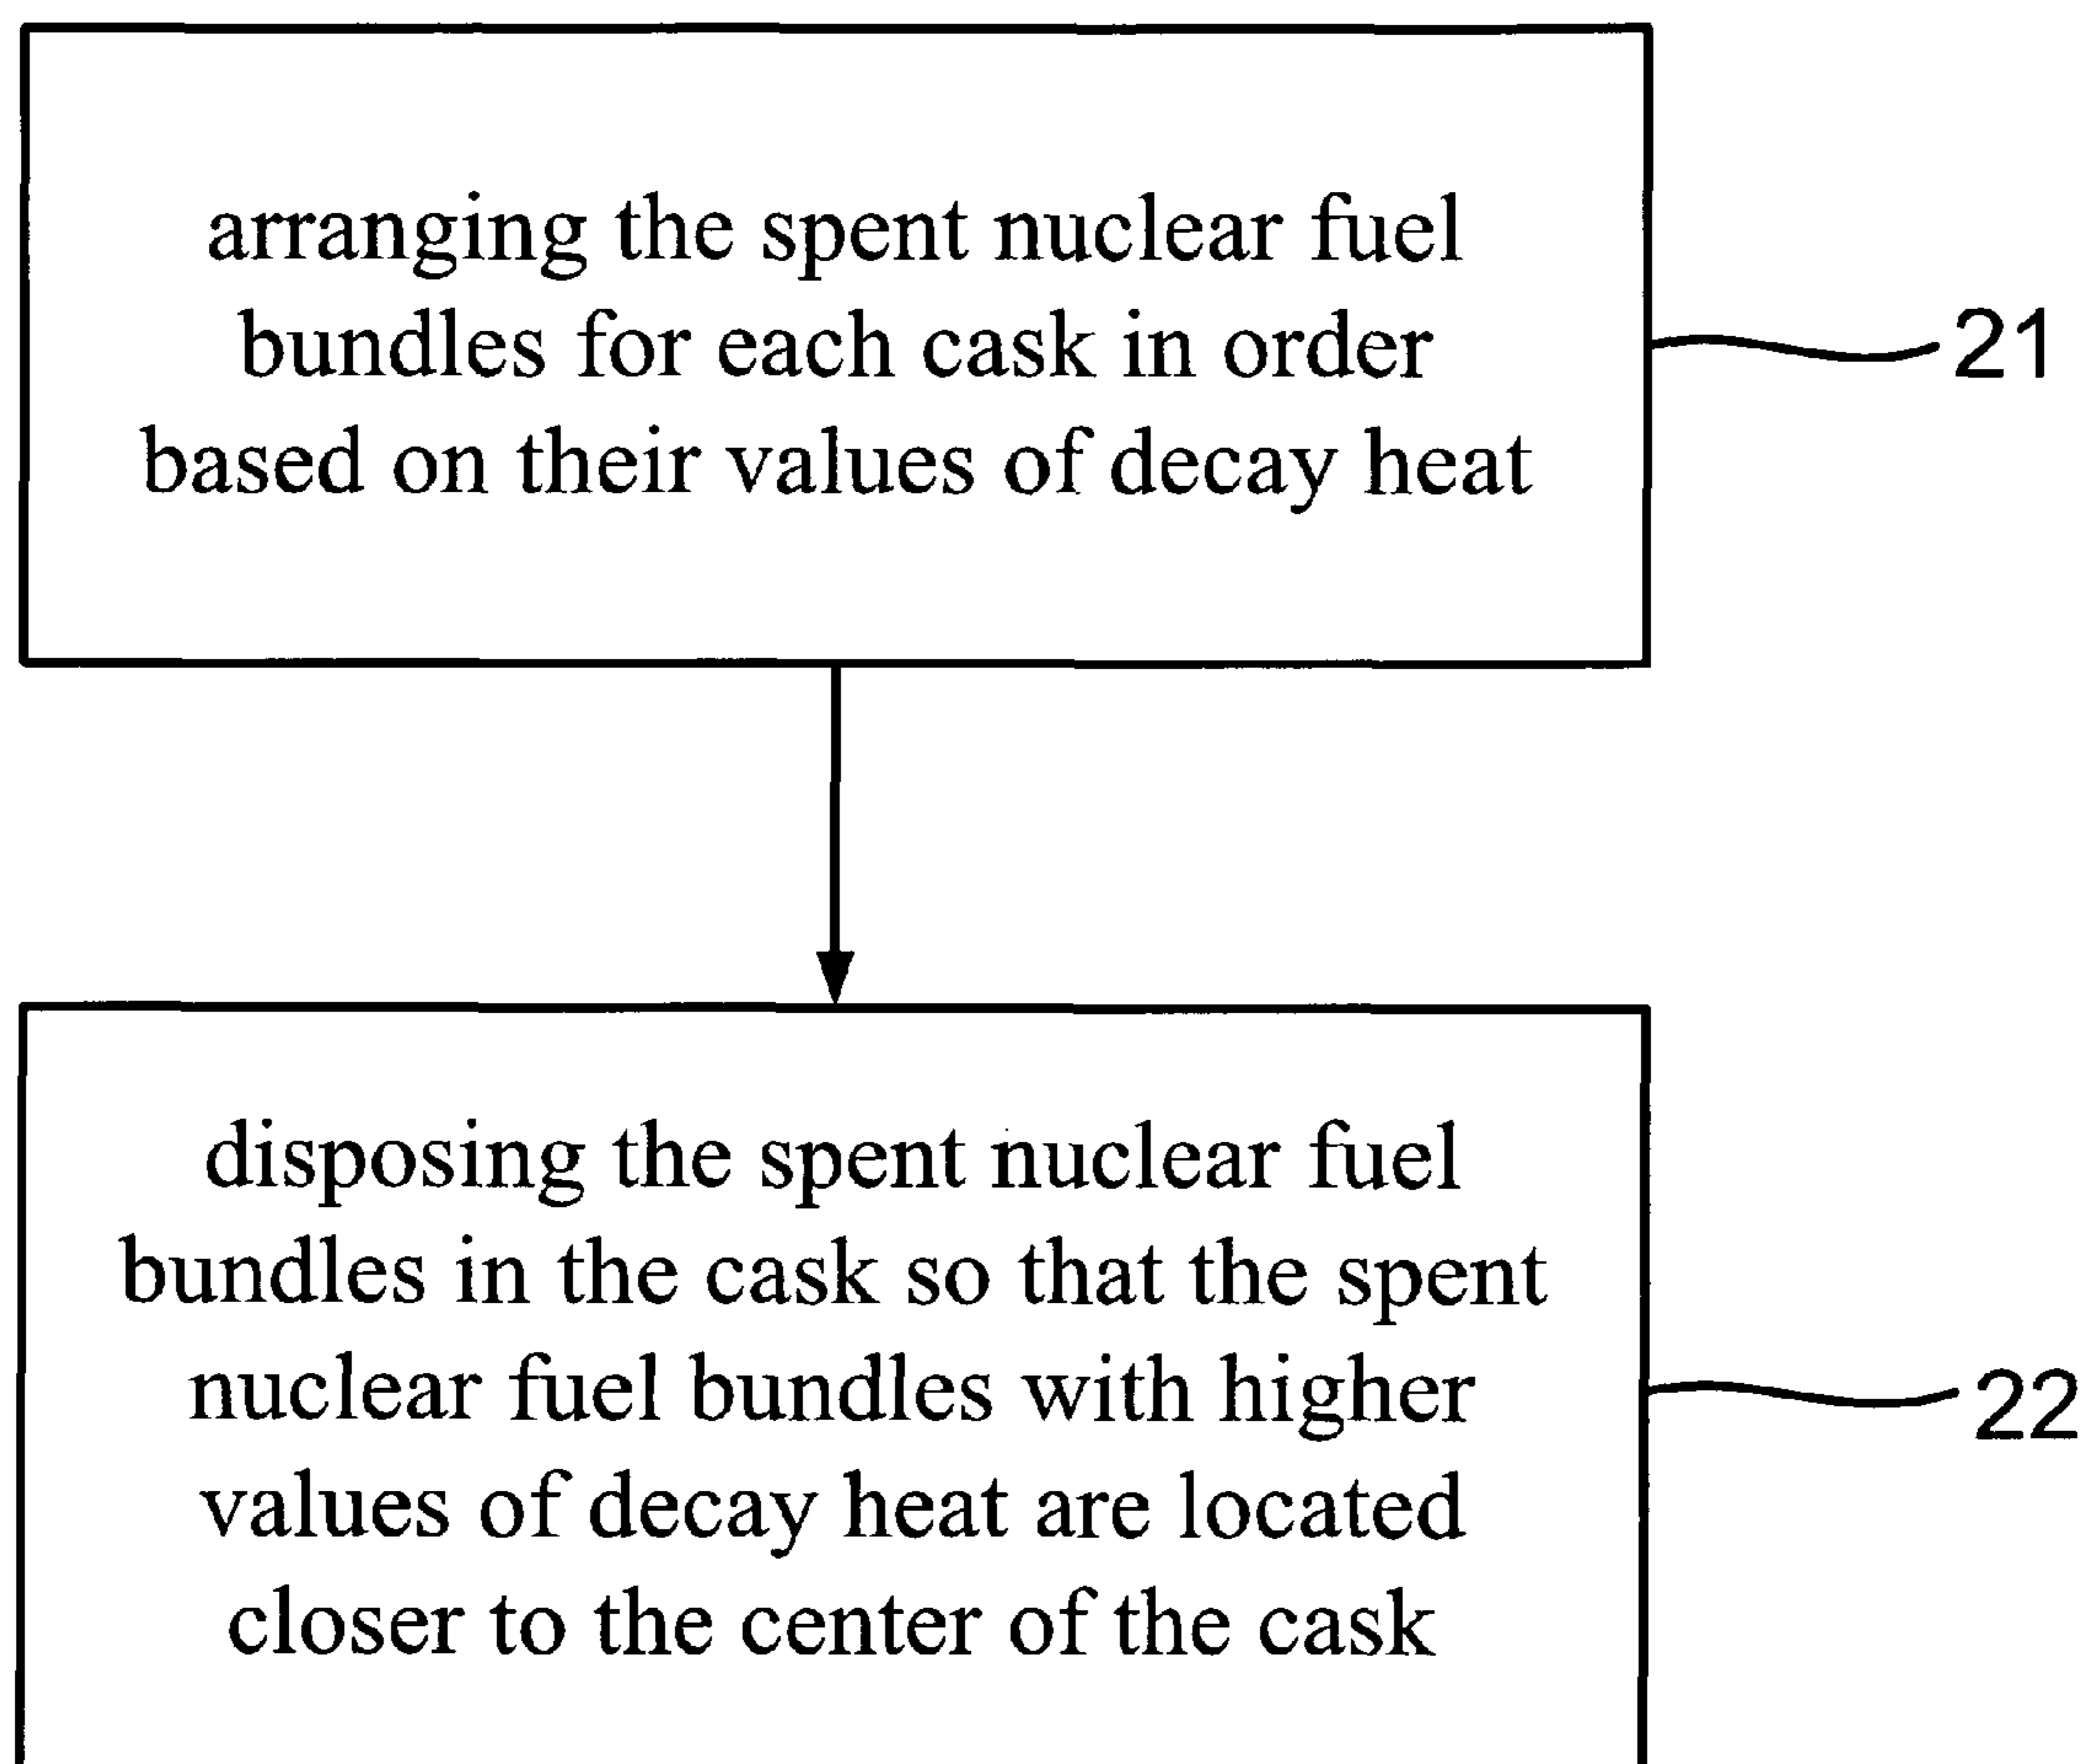 arranging the spent nuclear fuel
bundles for each cask in order
based on their values of decay heat
21
disposing the spent nuclear fuel
bundles in the cask so that the spent
nuclear fuel bundles with higher
values of decay heat are located
closer to the center of the cask
22